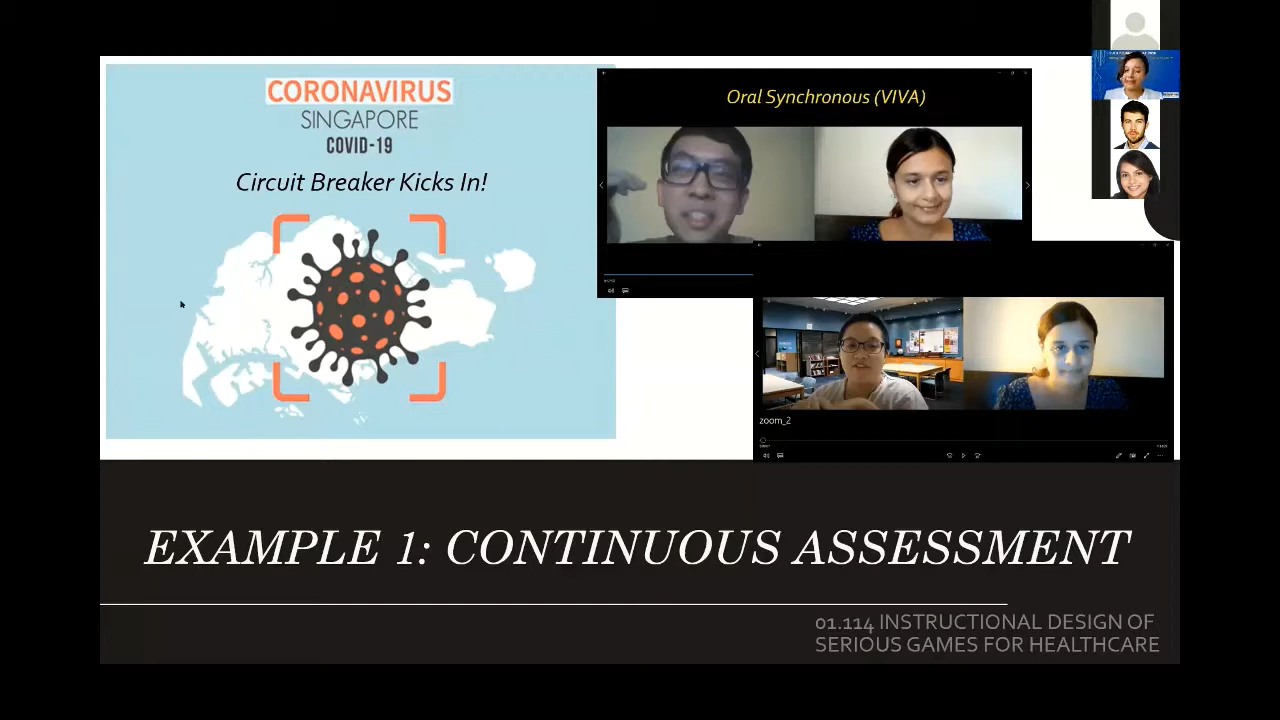 CORONAVIRUS
SINGAPORE
COVID-19
Circuit Breaker Kicks In!
Oral Synchronous (VIVA)
zoom_2
EXAMPLE 1: CONTINUOUS ASSESSMENT
01.114 INSTRUCTIONAL DESIGN OF
SERIOUS GAMES FOR HEALTHCARE